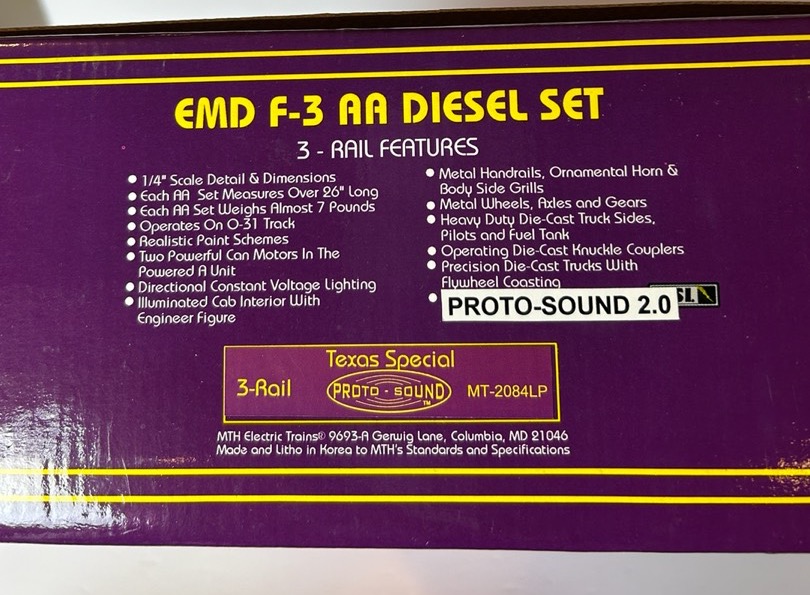 EMD F-3 AA DIESEL SET
3 - RAIL FEATURES
● 1/4" Scale Detail & Dimensions
● Each AA Set Measures Over 26" Long
● Each AA Set Weighs Almost 7 Pounds
● Operates On O-31 Track
● Realistic Paint Schemes
● Two Powerful Can Motors In The
Powered A Unit
● Directional Constant Voltage Lighting
● Illuminated Cab Interior With
Engineer Figure
● Metal Handrails, Ornamental Horn &
Body Side Grills
● Metal Wheels, Axles and Gears
● Heavy Duty Die-Cast Truck Sides,
Pilots and Fuel Tank
● Operating Die-Cast Knuckle Couplers
● Precision Die-Cast Trucks With
Flywheel Coasting
● PROTO-SOUND 2.0 SL
Texas Special
3-Rail PROTO-SOUND™ MT-2084LP
MTH Electric Trains® 9693-A Gerwig Lane, Columbia, MD 21046
Made and Litho in Korea to MTH's Standards and Specifications